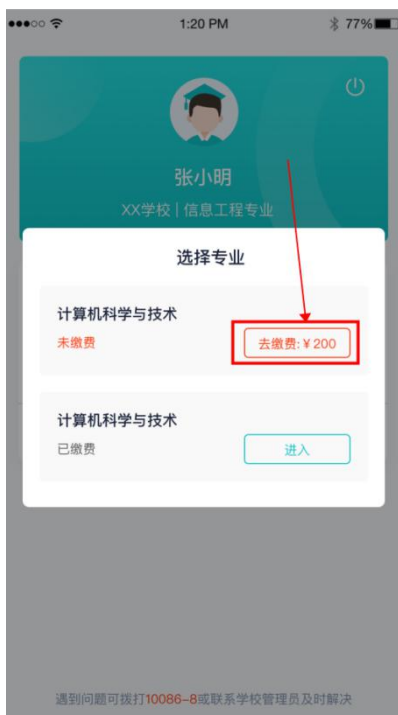 1:20 PM
77%
张小明
XX学校 | 信息工程专业
选择专业
计算机科学与技术
未缴费
去缴费:¥200
计算机科学与技术
已缴费
进入
遇到问题可拨打10086-8或联系学校管理员及时解决